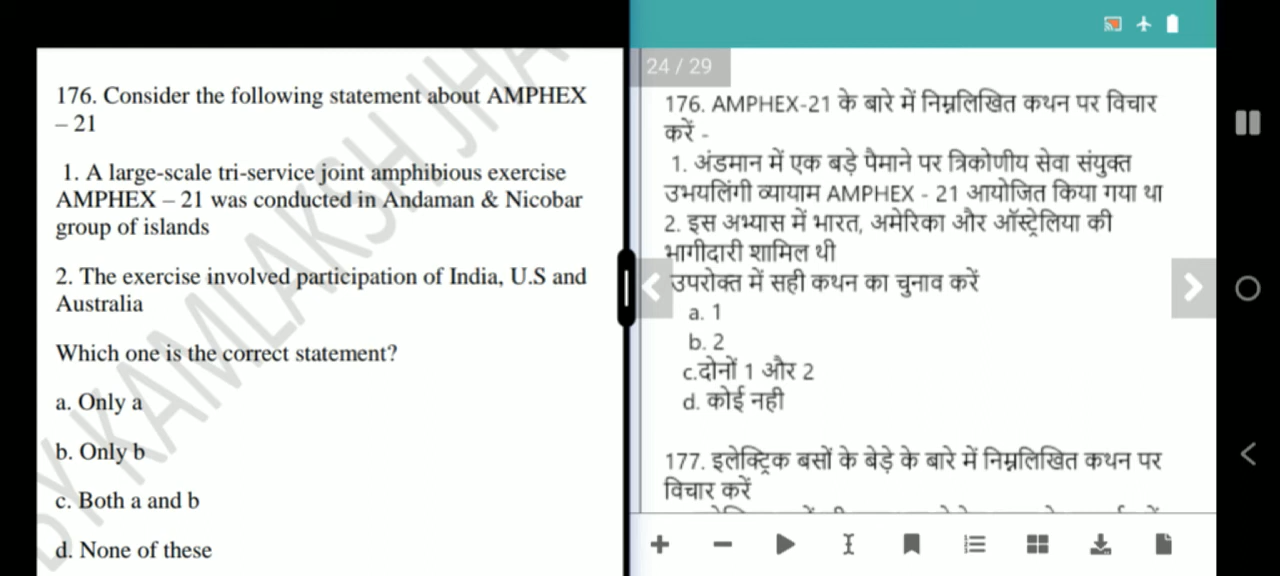 176. Consider the following statement about AMPHEX
– 21
1. A large-scale tri-service joint amphibious exercise
AMPHEX – 21 was conducted in Andaman & Nicobar
group of islands
2. The exercise involved participation of India, U.S and
Australia
Which one is the correct statement?
a. Only a
b. Only b
c. Both a and b
d. None of these
BY KAMLAKSH JHA
24 / 29
176. AMPHEX-21 के बारे में निम्नलिखित कथन पर विचार
करें -
1. अंडमान में एक बड़े पैमाने पर त्रिकोणीय सेवा संयुक्त
उभयलिंगी व्यायाम AMPHEX - 21 आयोजित किया गया था
2. इस अभ्यास में भारत, अमेरिका और ऑस्ट्रेलिया की
भागीदारी शामिल थी
उपरोक्त में सही कथन का चुनाव करें
a. 1
b. 2
c.दोनों 1 और 2
d. कोई नही
177. इलेक्ट्रिक बसों के बेड़े के बारे में निम्नलिखित कथन पर
विचार करें